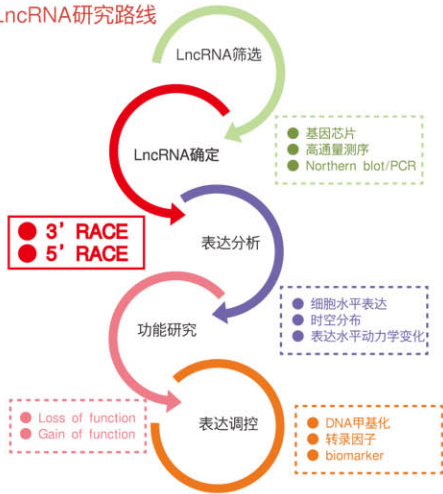 LncRNA研究路线
LncRNA筛选
● 基因芯片
● 高通量测序
● Northern blot/PCR
LncRNA确定
● 3’ RACE
● 5’ RACE
表达分析
● 细胞水平表达
● 时空分布
● 表达水平动力学变化
功能研究
● Loss of function
● Gain of function
表达调控
● DNA甲基化
● 转录因子
● biomarker